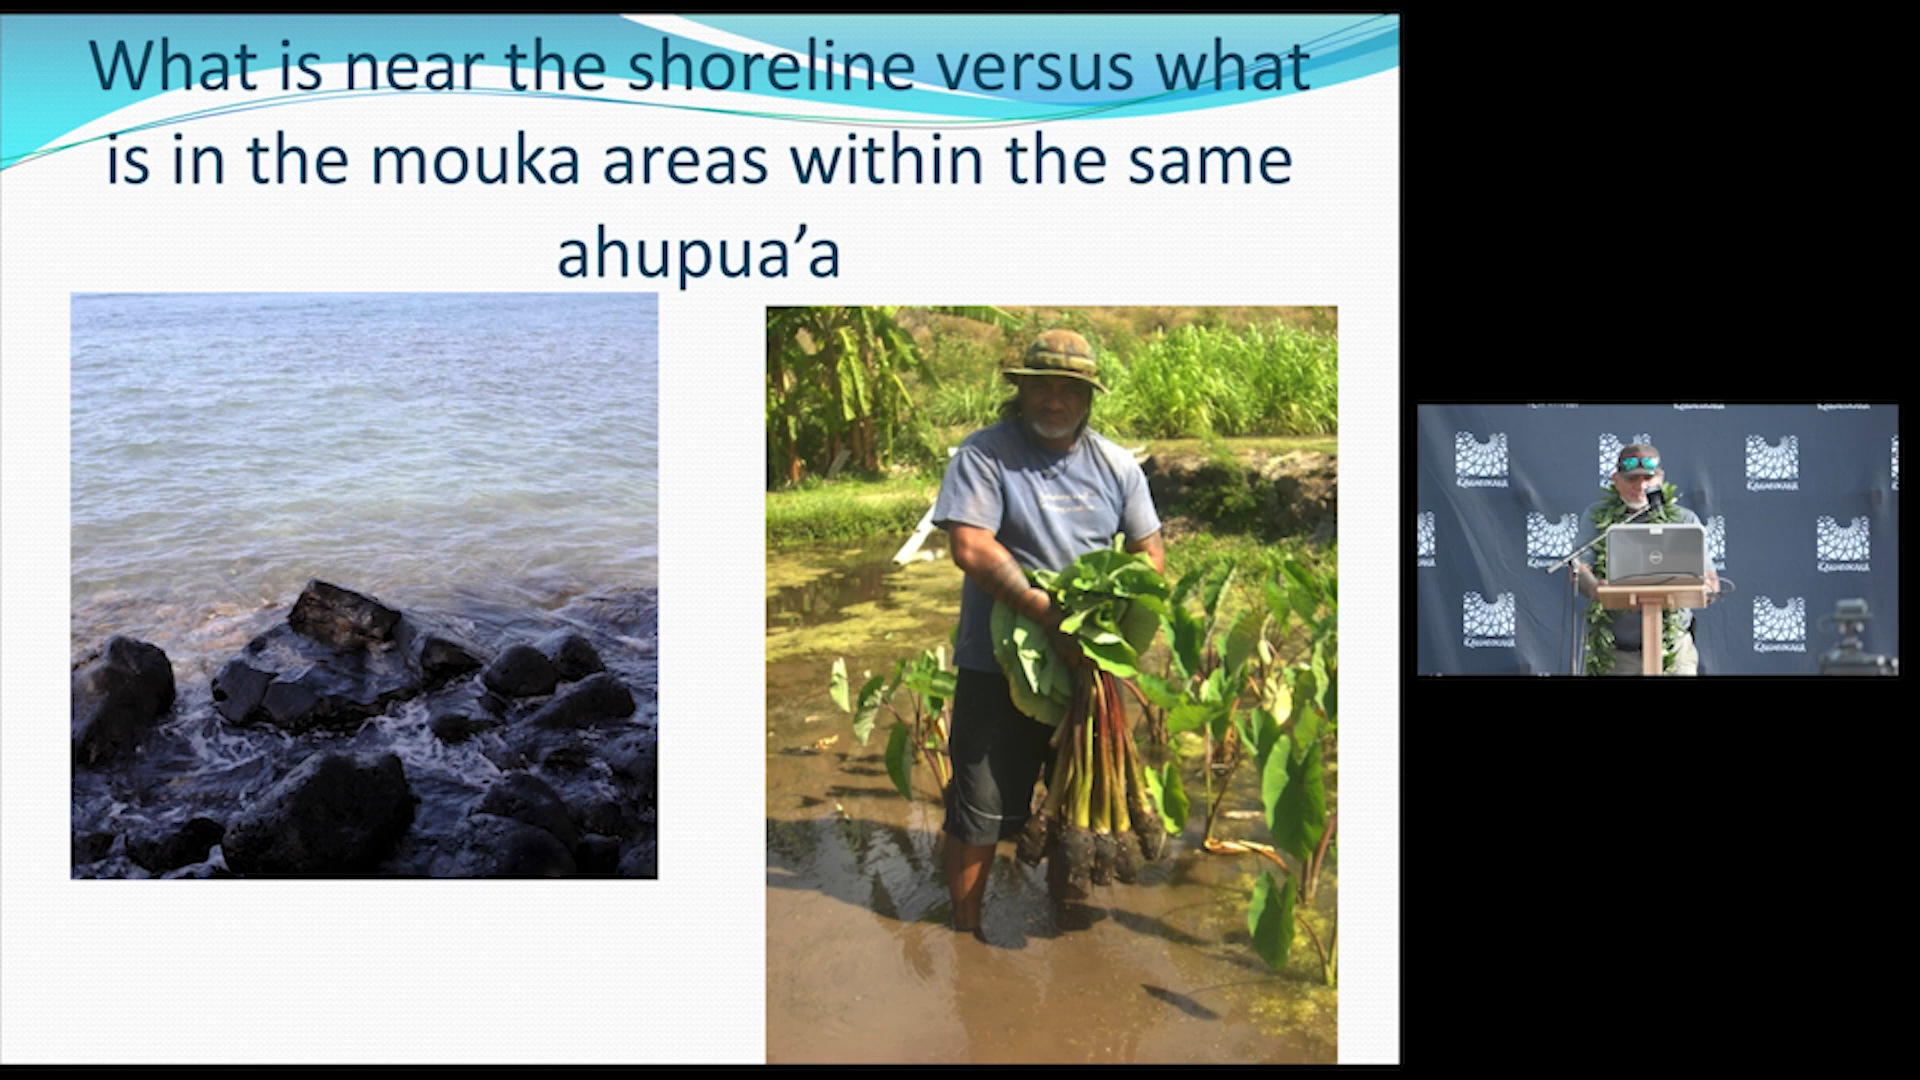 What is near the shoreline versus what
is in the mouka areas within the same
ahupua’a